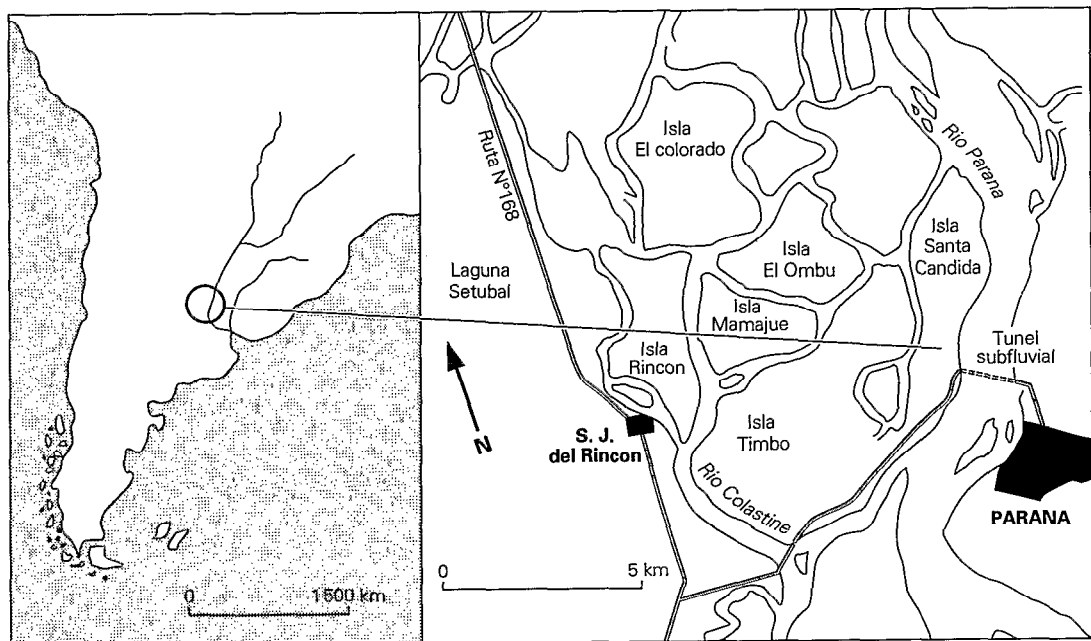 0 1500 km
Ruta N°168
Isla
El colorado
Rio Parana
Isla
Santa
Candida
Isla
El Ombu
Laguna
Setubal
Isla
Mamajue
Tunel
subfluvial
Isla
Rincon
N
S. J.
del Rincon
Isla
Timbo
Rio Colastine
PARANA
0 5 km